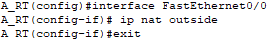 A_RT(config)#interface FastEthernet0/0
A_RT(config-if)# ip nat outside
A_RT(config-if)#exit